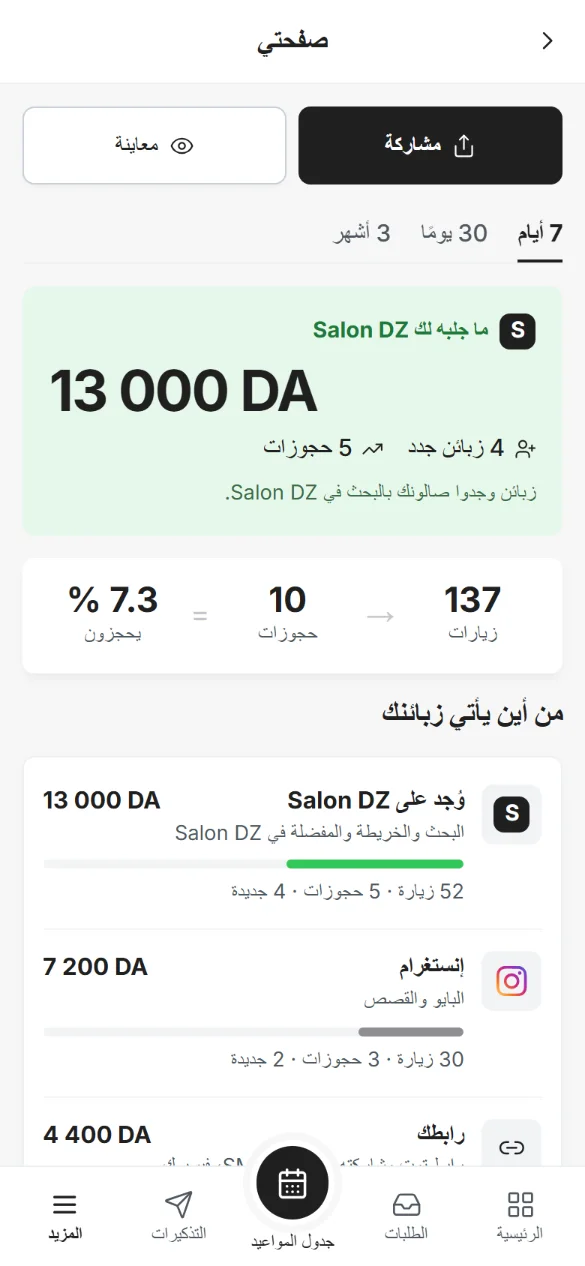 صفحتي
مشاركة
معاينة
7 أيام
30 يومًا
3 أشهر
S
ما جلبه لك Salon DZ
13 000 DA
4 زبائن جدد
5 حجوزات
زبائن وجدوا صالونك بالبحث في Salon DZ.
137
زيارات
→
10
حجوزات
=
7.3 %
يحجزون
من أين يأتي زبائنك
S
وُجد على Salon DZ
13 000 DA
البحث والخريطة والمفضلة في Salon DZ
52 زيارة · 5 حجوزات · 4 جديدة
إنستغرام
7 200 DA
البايو والقصص
30 زيارة · 3 حجوزات · 2 جديدة
رابطك
4 400 DA
الرئيسية
الطلبات
جدول المواعيد
التذكيرات
المزيد